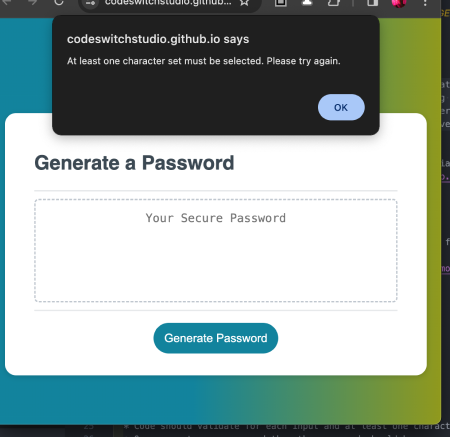 codeswitchstudio.github...
codeswitchstudio.github.io says
At least one character set must be selected. Please try again.
OK
Generate a Password
Your Secure Password
Generate Password
# Code should validate for each input and at least one charact